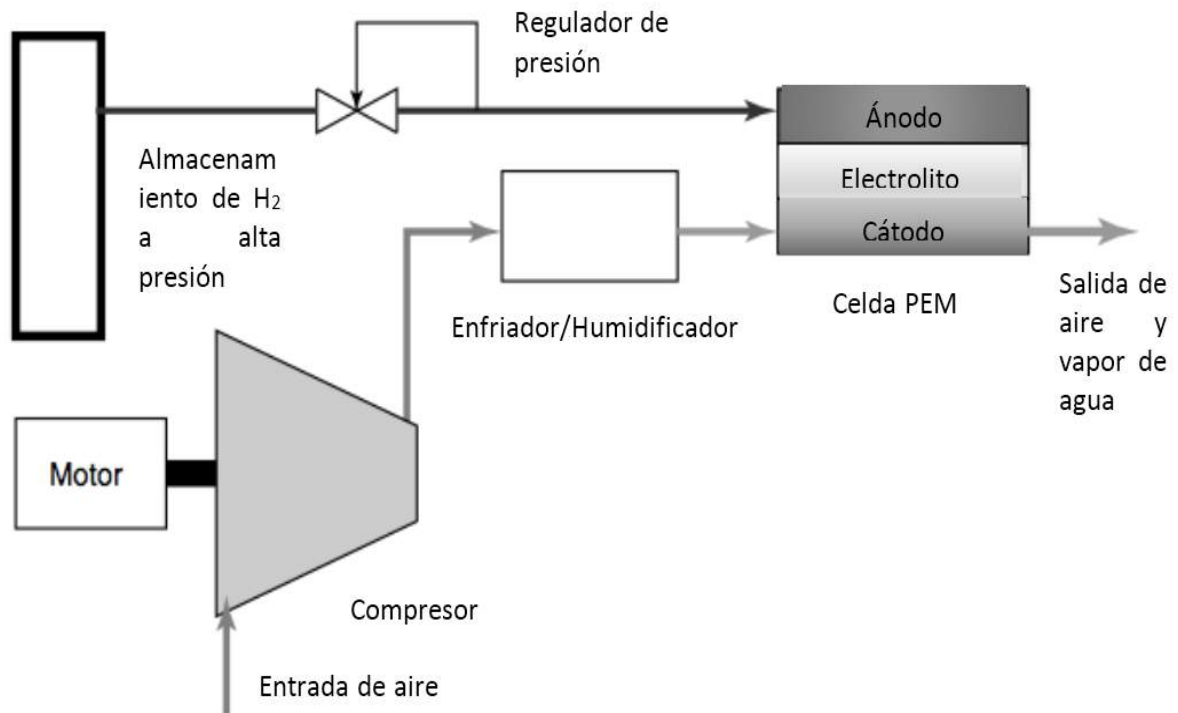 Regulador de
presión
Almacenam
iento de H₂
a alta
presión
Ánodo
Electrolito
Cátodo
Enfriador/Humidificador
Celda PEM
Salida de
aire y
vapor de
agua
Motor
Compresor
Entrada de aire